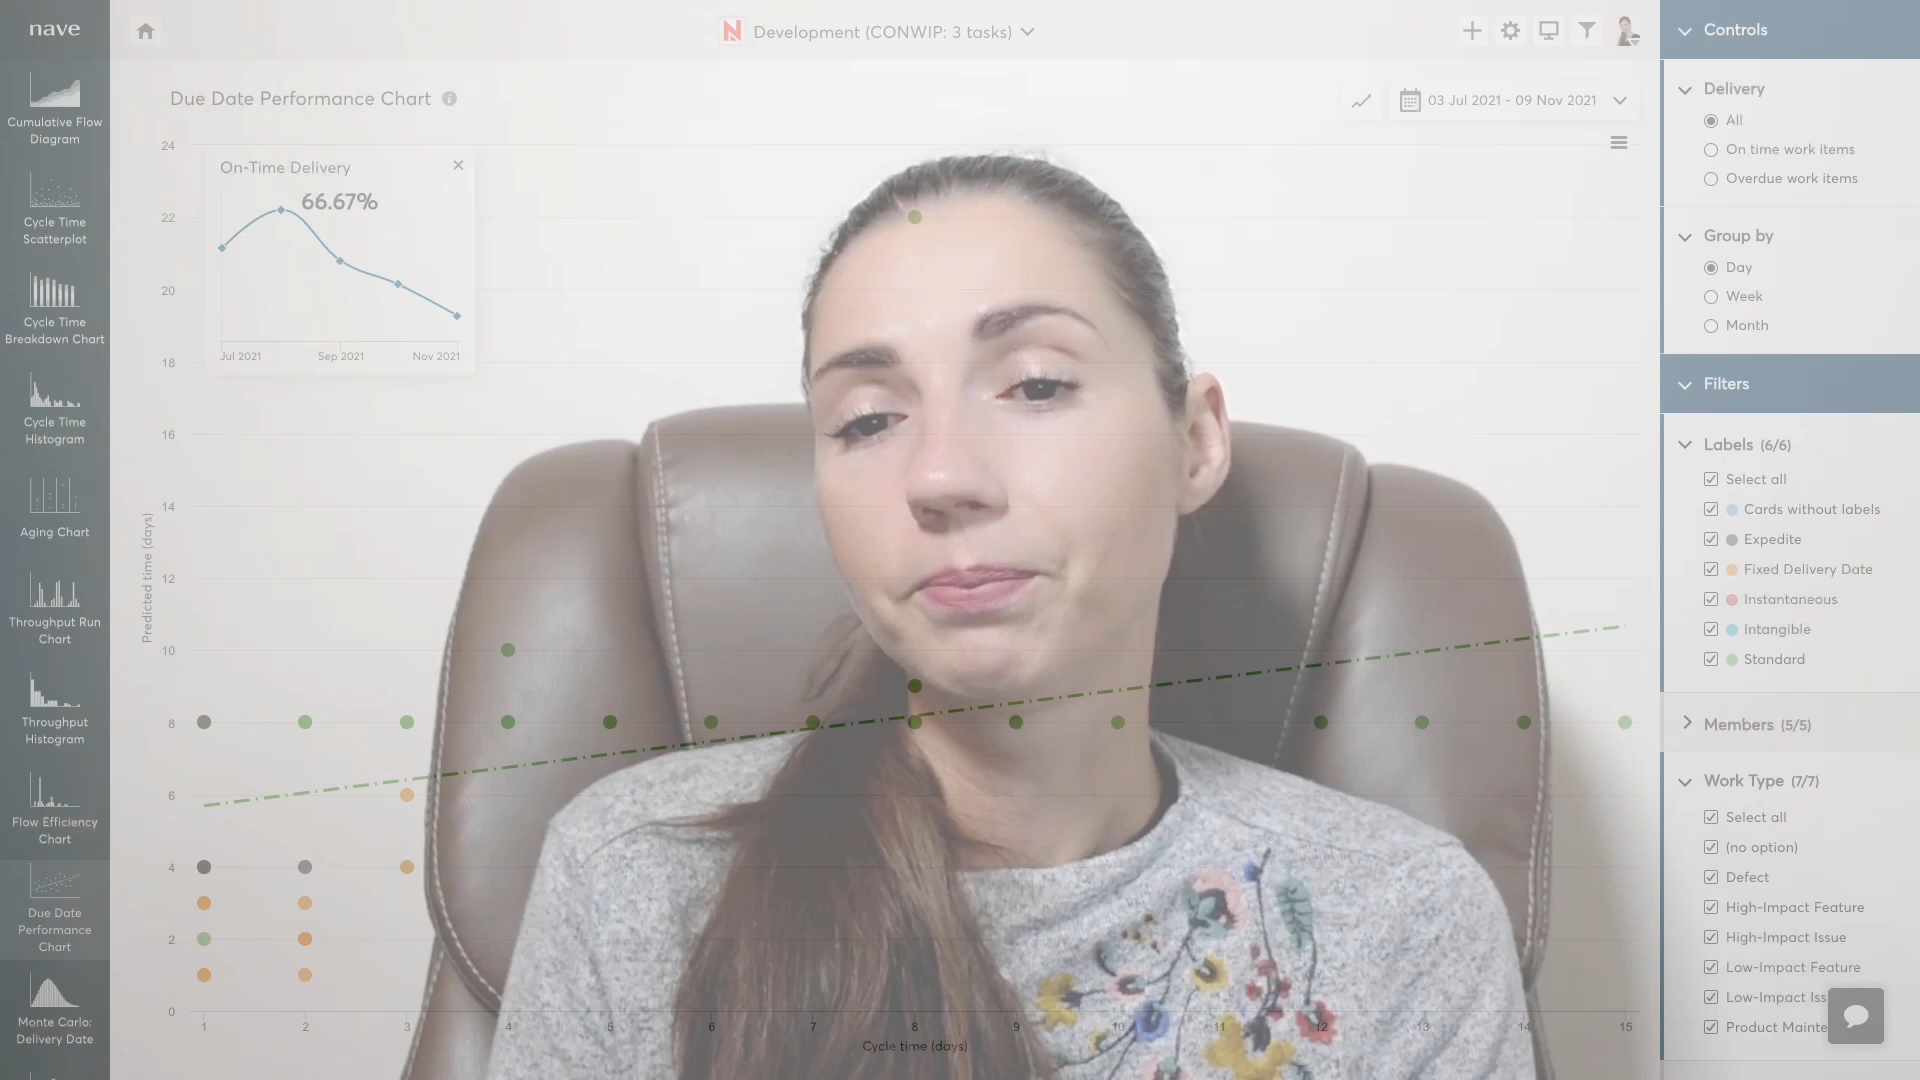 nave
Development (CONWIP: 3 tasks)
Controls
Cumulative Flow
Diagram
Cycle Time
Scatterplot
Cycle Time
Breakdown Chart
Cycle Time
Histogram
Aging Chart
Throughput Run
Chart
Throughput
Histogram
Flow Efficiency
Chart
Due Date
Performance
Chart
Monte Carlo:
Delivery Date
Due Date Performance Chart
03 Jul 2021 - 09 Nov 2021
On-Time Delivery
66.67%
Jul 2021
Sep 2021
Nov 2021
Predicted time (days)
24
22
20
18
16
14
12
10
8
6
4
2
0
1
2
3
4
5
6
7
8
9
10
11
12
13
14
15
Cycle time (days)
Delivery
All
On time work items
Overdue work items
Group by
Day
Week
Month
Filters
Labels (6/6)
Select all
Cards without labels
Expedite
Fixed Delivery Date
Instantaneous
Intangible
Standard
Members (5/5)
Work Type (7/7)
Select all
(no option)
Defect
High-Impact Feature
High-Impact Issue
Low-Impact Feature
Low-Impact Iss
Product Mainte